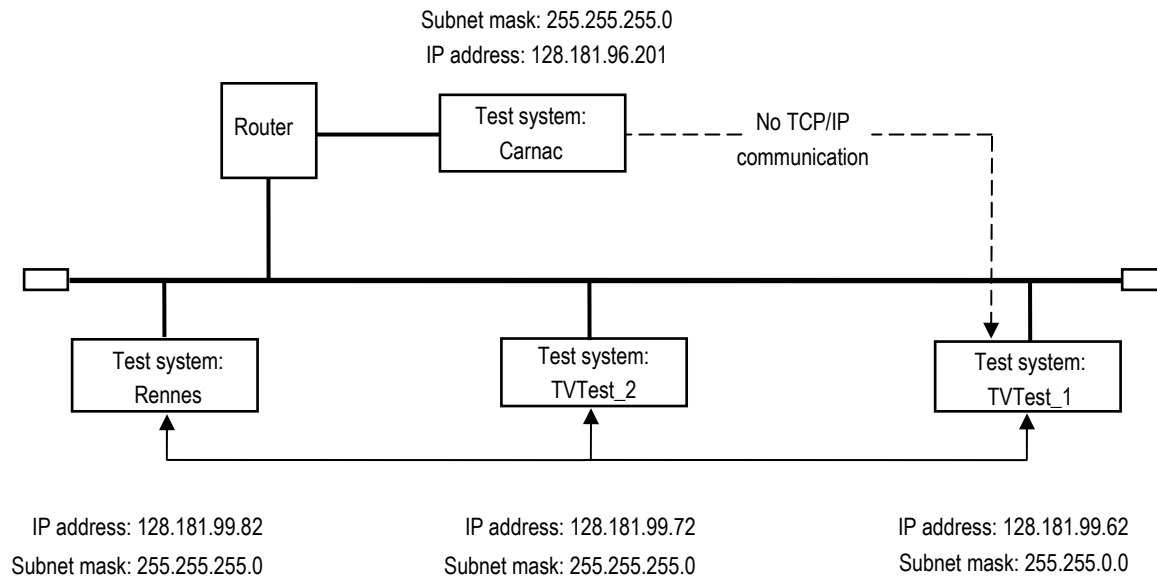 Subnet mask: 255.255.255.0
IP address: 128.181.96.201
Router
Test system:
Carnac
No TCP/IP
communication
Test system:
Rennes
Test system:
TVTest_2
Test system:
TVTest_1
IP address: 128.181.99.82
Subnet mask: 255.255.255.0
IP address: 128.181.99.72
Subnet mask: 255.255.255.0
IP address: 128.181.99.62
Subnet mask: 255.255.0.0